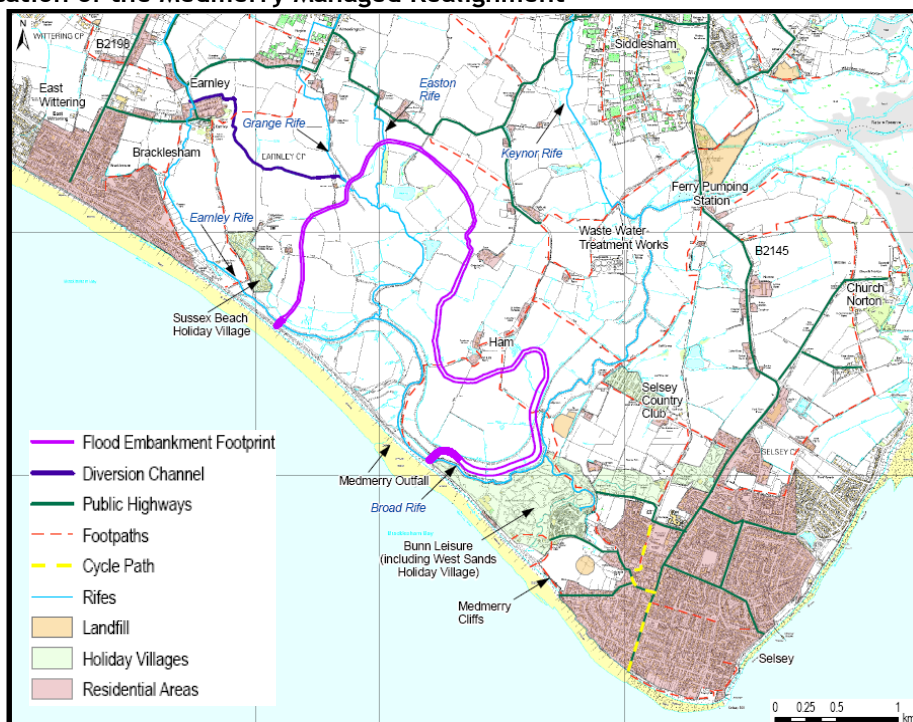 ation of the Medmerry Managed Realignment
N
WITTERING CP
B2198
Earnley
East
Wittering
Bracklesham
Grange Rife
EARNLEY CP
Easton
Rife
Siddlesham
Keynor Rife
Ferry Pumping
Station
Earnley Rife
Waste Water
Treatment Works
B2145
Church
Norton
Sussex Beach
Holiday Village
Ham
Selsey
Country
Club
SELSEY C
Flood Embankment Footprint
Diversion Channel
Public Highways
Footpaths
Cycle Path
Rifes
Landfill
Holiday Villages
Residential Areas
Medmerry Outfall
Broad Rife
Bunn Leisure
(including West Sands
Holiday Village)
Medmerry
Cliffs
Selsey
0 0.25 0.5 1
km